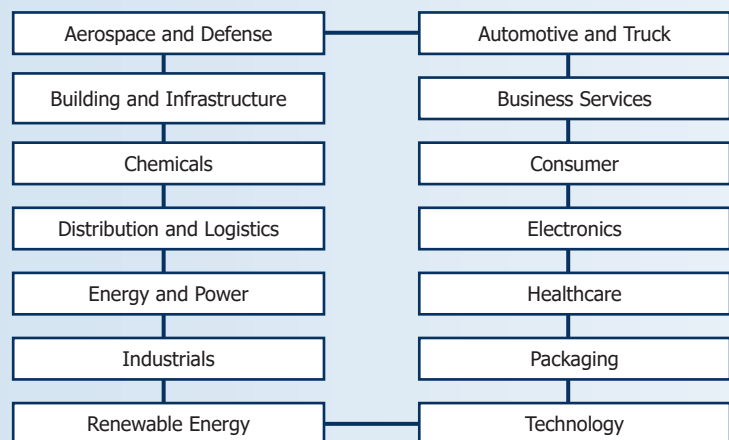 Aerospace and Defense
Automotive and Truck
Building and Infrastructure
Business Services
Chemicals
Consumer
Distribution and Logistics
Electronics
Energy and Power
Healthcare
Industrials
Packaging
Renewable Energy
Technology